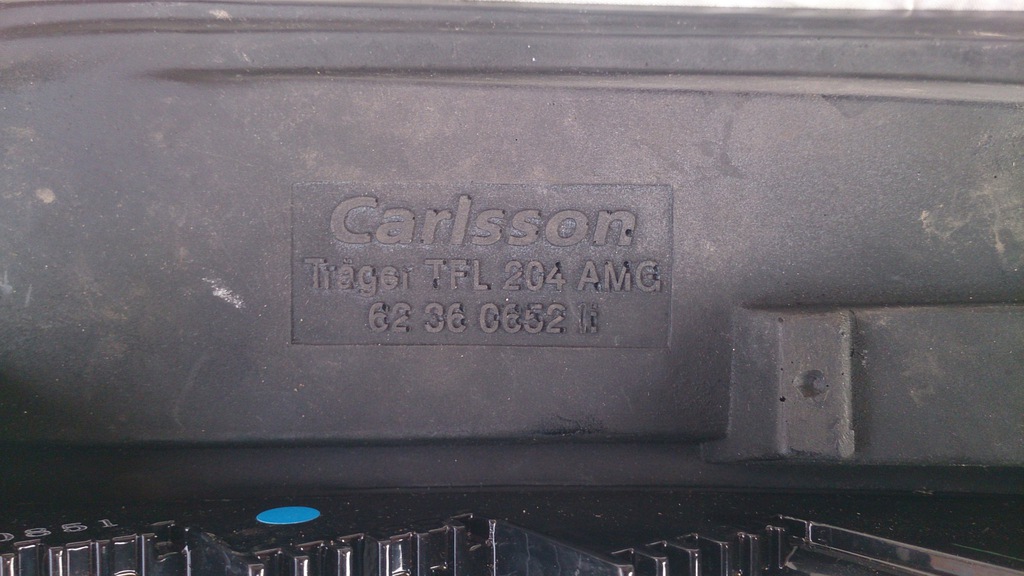 Carlsson
Träger TFL 204 AMG
62 36 0652